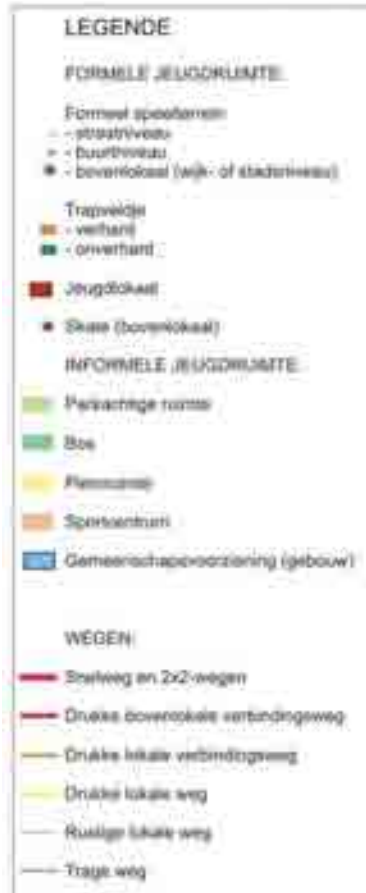 LEGENDE
FORMELE JEUGDRUIMTE:
Formeel speelterrein
- straatniveau
- buurtniveau
- bovenlokaal (wijk- of stadsniveau)
Trapveldje
- verhard
- onverhard
Jeugdlokaal
Skate (bovenlokaal)
INFORMELE JEUGDRUIMTE:
Parkachtige ruimte
Bos
Pleinruimte
Sportcentrum
Gemeenschapsvoorziening (gebouw)
WEGEN:
Snelweg en 2x2-wegen
Drukke bovenlokale verbindingsweg
Drukke lokale verbindingsweg
Drukke lokale weg
Rustige lokale weg
Trage weg